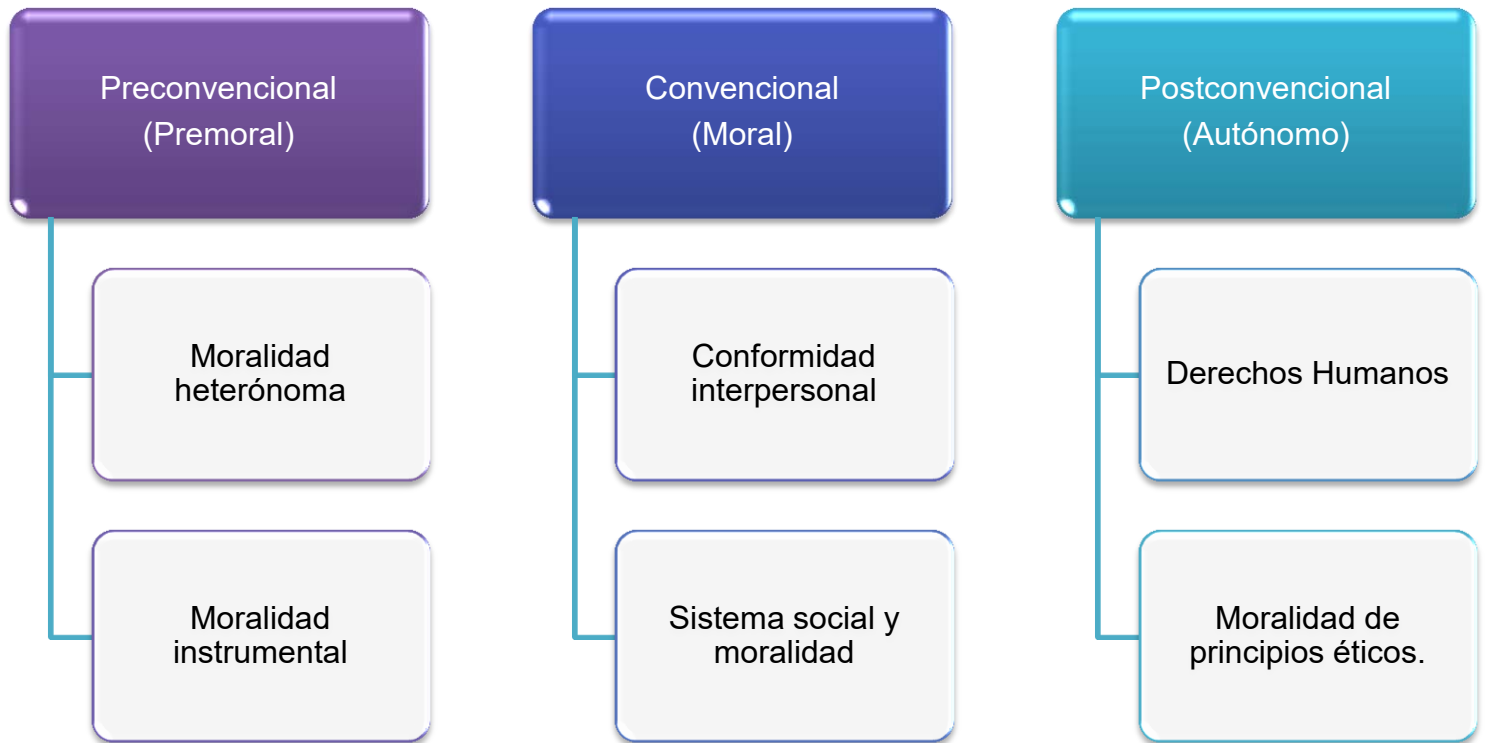 Preconvencional
(Premoral)
Moralidad
heterónoma
Moralidad
instrumental
Convencional
(Moral)
Conformidad
interpersonal
Sistema social y
moralidad
Postconvencional
(Autónomo)
Derechos Humanos
Moralidad de
principios éticos.